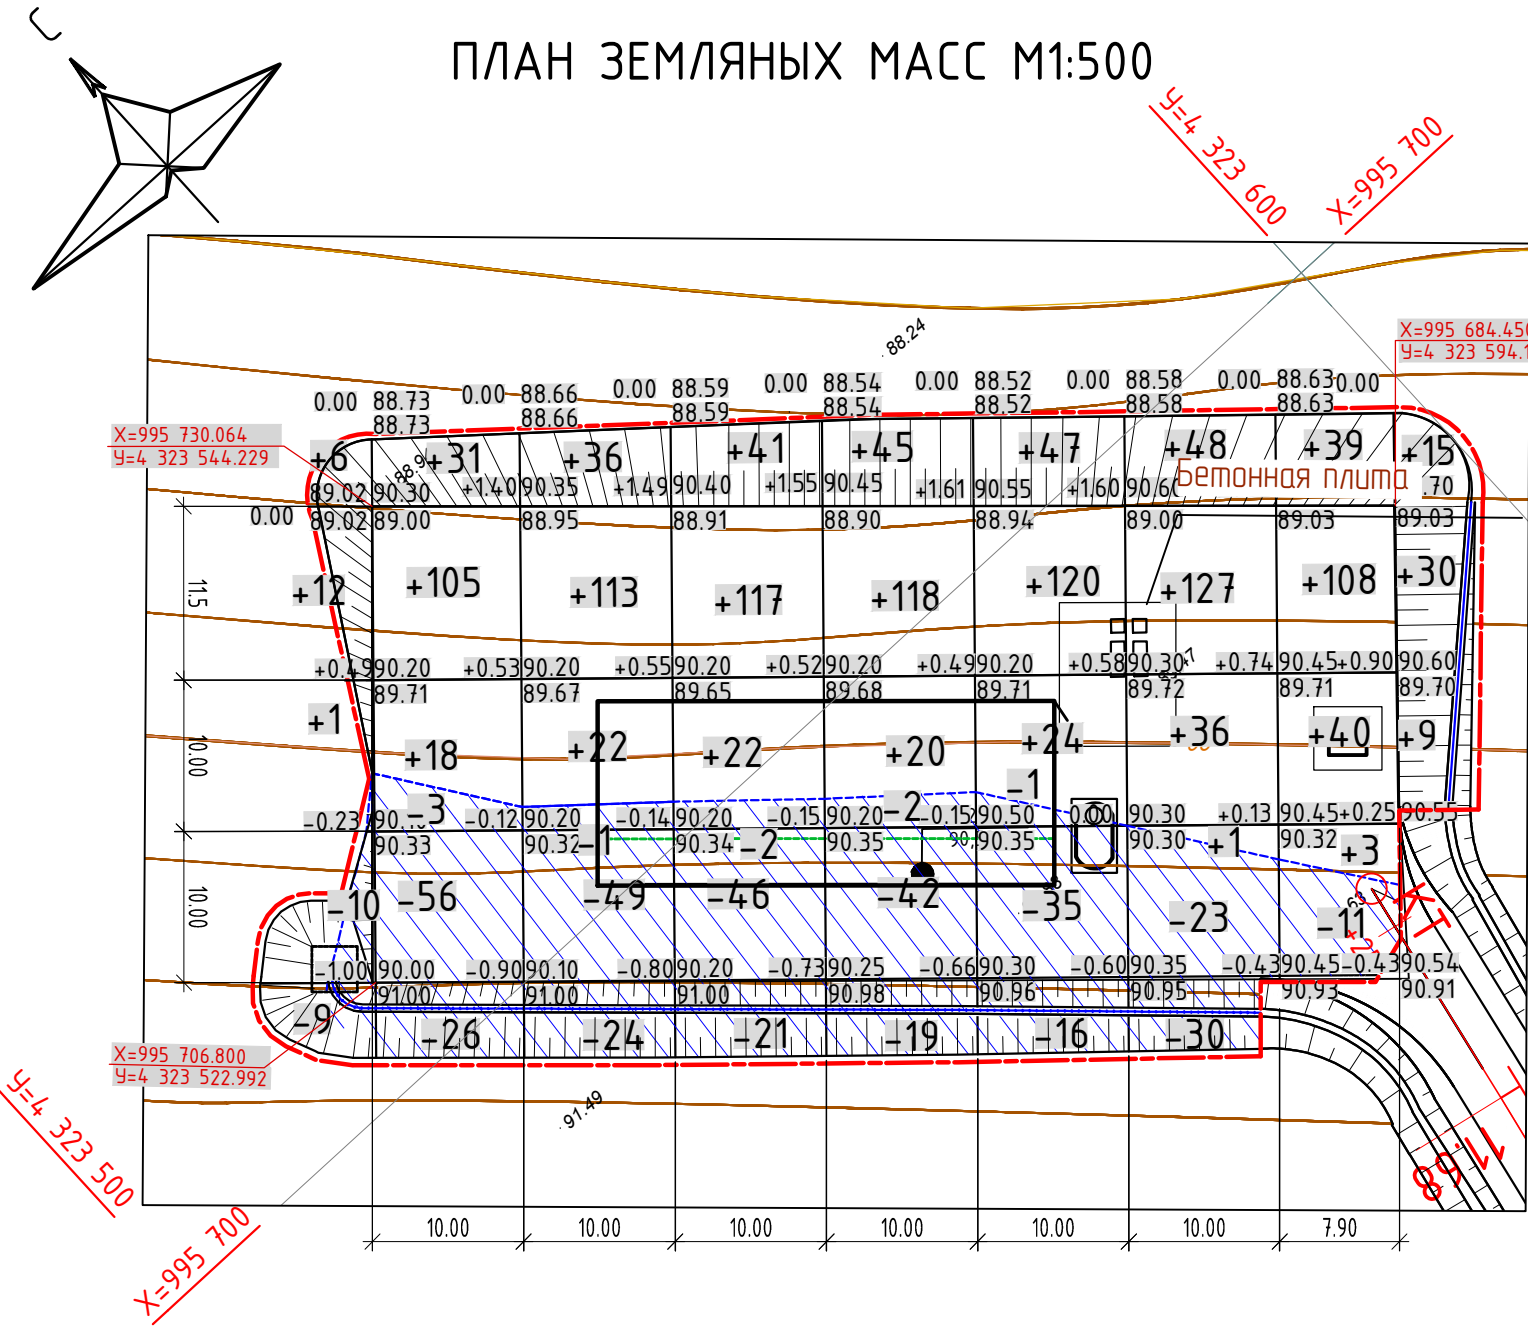 С
ПЛАН ЗЕМЛЯНЫХ МАСС М1:500
У=4 323 600
Х=995 700
88.24
Х=995 684.450
0.00 88.73 0.00 88.66 0.00 88.59 0.00 88.54 0.00 88.52 0.00 88.58 0.00 88.63 0.00
88.73 88.66 88.59 88.54 88.52 88.58 88.63
Х=995 730.064
У=4 323 544.229
+6 +31 +36 +41 +45 +47 +48 +39 +15
Бетонная плита
89.02 90.30 +1.40 90.35 +1.49 90.40 +1.55 90.45 +1.61 90.55 +1.60 .70
0.00 89.02 89.00 88.95 88.91 88.90 88.94 89.00 89.03 89.03
11.5
+12 +105 +113 +117 +118 +120 +127 +108 +30
+0.49 90.20 +0.53 90.20 +0.55 90.20 +0.52 90.20 +0.49 90.20 +0.58 90.30 +0.74 90.45 +0.90 90.60
89.71 89.67 89.65 89.68 89.71 89.72 89.71 89.70
10.00
+1 +18 +22 +22 +20 +24 +36 +40 +9
-3 -2 -1
-0.23 -0.12 90.20 -0.14 90.20 -0.15 90.20 -0.15 90.50 0.00 90.30 +0.13 90.45 +0.25 90.55
90.33 90.32 90.34 90.35 90.35 90.30 90.32
-1 -2 +1 +3
10.00
-10 -56 -49 -46 -42 -35 -23 -11
-1.00 90.00 -0.90 90.10 -0.80 90.20 -0.73 90.25 -0.66 90.30 -0.60 90.35 -0.43 90.45 -0.43 90.54
91.00 91.00 91.00 90.98 90.96 90.95 90.93 90.91
-9 -26 -24 -21 -19 -16 -30
Х=995 706.800
У=4 323 522.992
91.49
11.68
У=4 323 500
Х=995 700
10.00 10.00 10.00 10.00 10.00 10.00 7.90